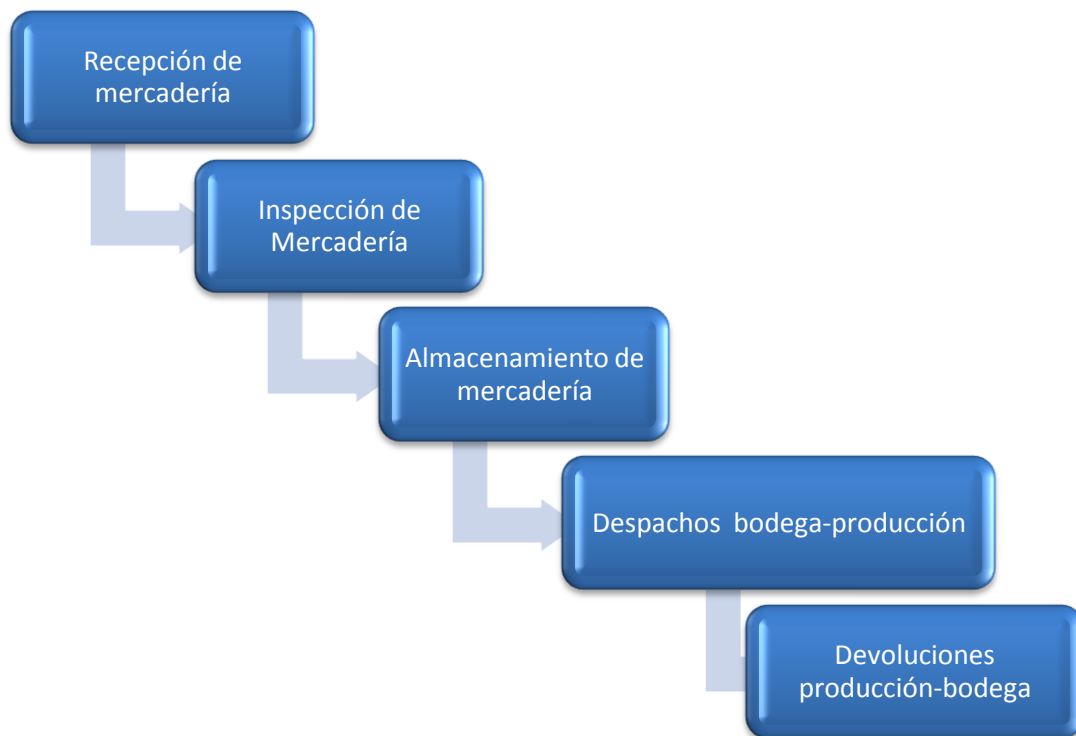 Recepción de
mercadería
Inspección de
Mercadería
Almacenamiento de
mercadería
Despachos bodega-producción
Devoluciones
producción-bodega